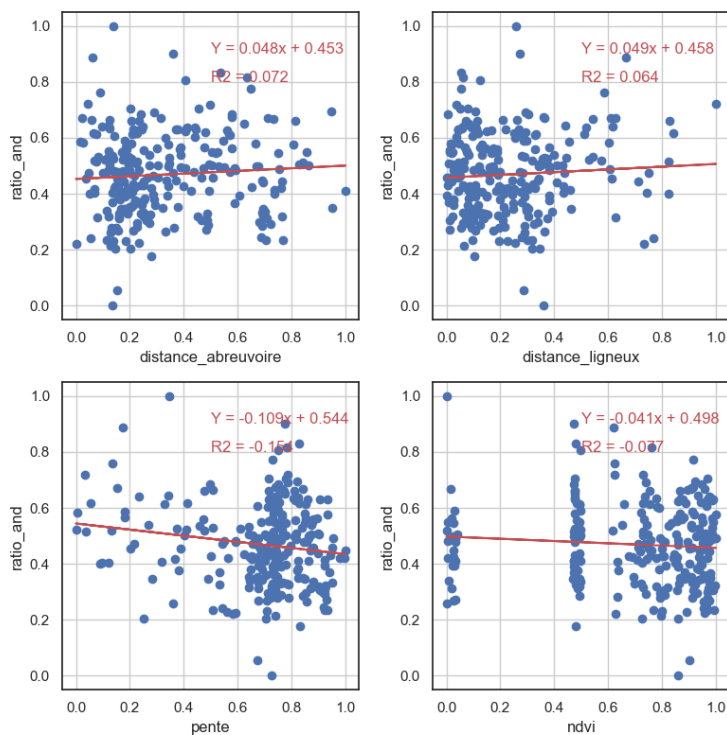 1.0
0.8
0.6
0.4
0.2
0.0
ratio_and
Y = 0.048x + 0.453
R2 = 0.072
0.0 0.2 0.4 0.6 0.8 1.0
distance_abreuvoire
1.0
0.8
0.6
0.4
0.2
0.0
ratio_and
Y = 0.049x + 0.458
R2 = 0.064
0.0 0.2 0.4 0.6 0.8 1.0
distance_ligneux
1.0
0.8
0.6
0.4
0.2
0.0
ratio_and
Y = -0.109x + 0.544
R2 = -0.154
0.0 0.2 0.4 0.6 0.8 1.0
pente
1.0
0.8
0.6
0.4
0.2
0.0
ratio_and
Y = -0.041x + 0.498
R2 = -0.077
0.0 0.2 0.4 0.6 0.8 1.0
ndvi